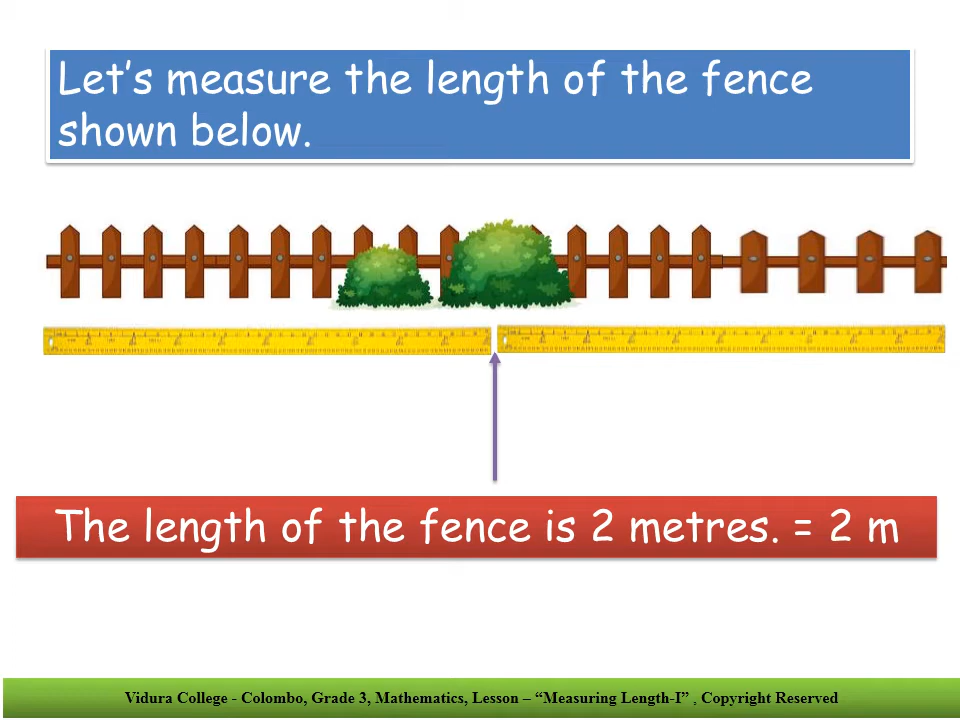 Let’s measure the length of the fence
shown below.
The length of the fence is 2 metres. = 2 m
Vidura College - Colombo, Grade 3, Mathematics, Lesson – “Measuring Length-I” , Copyright Reserved